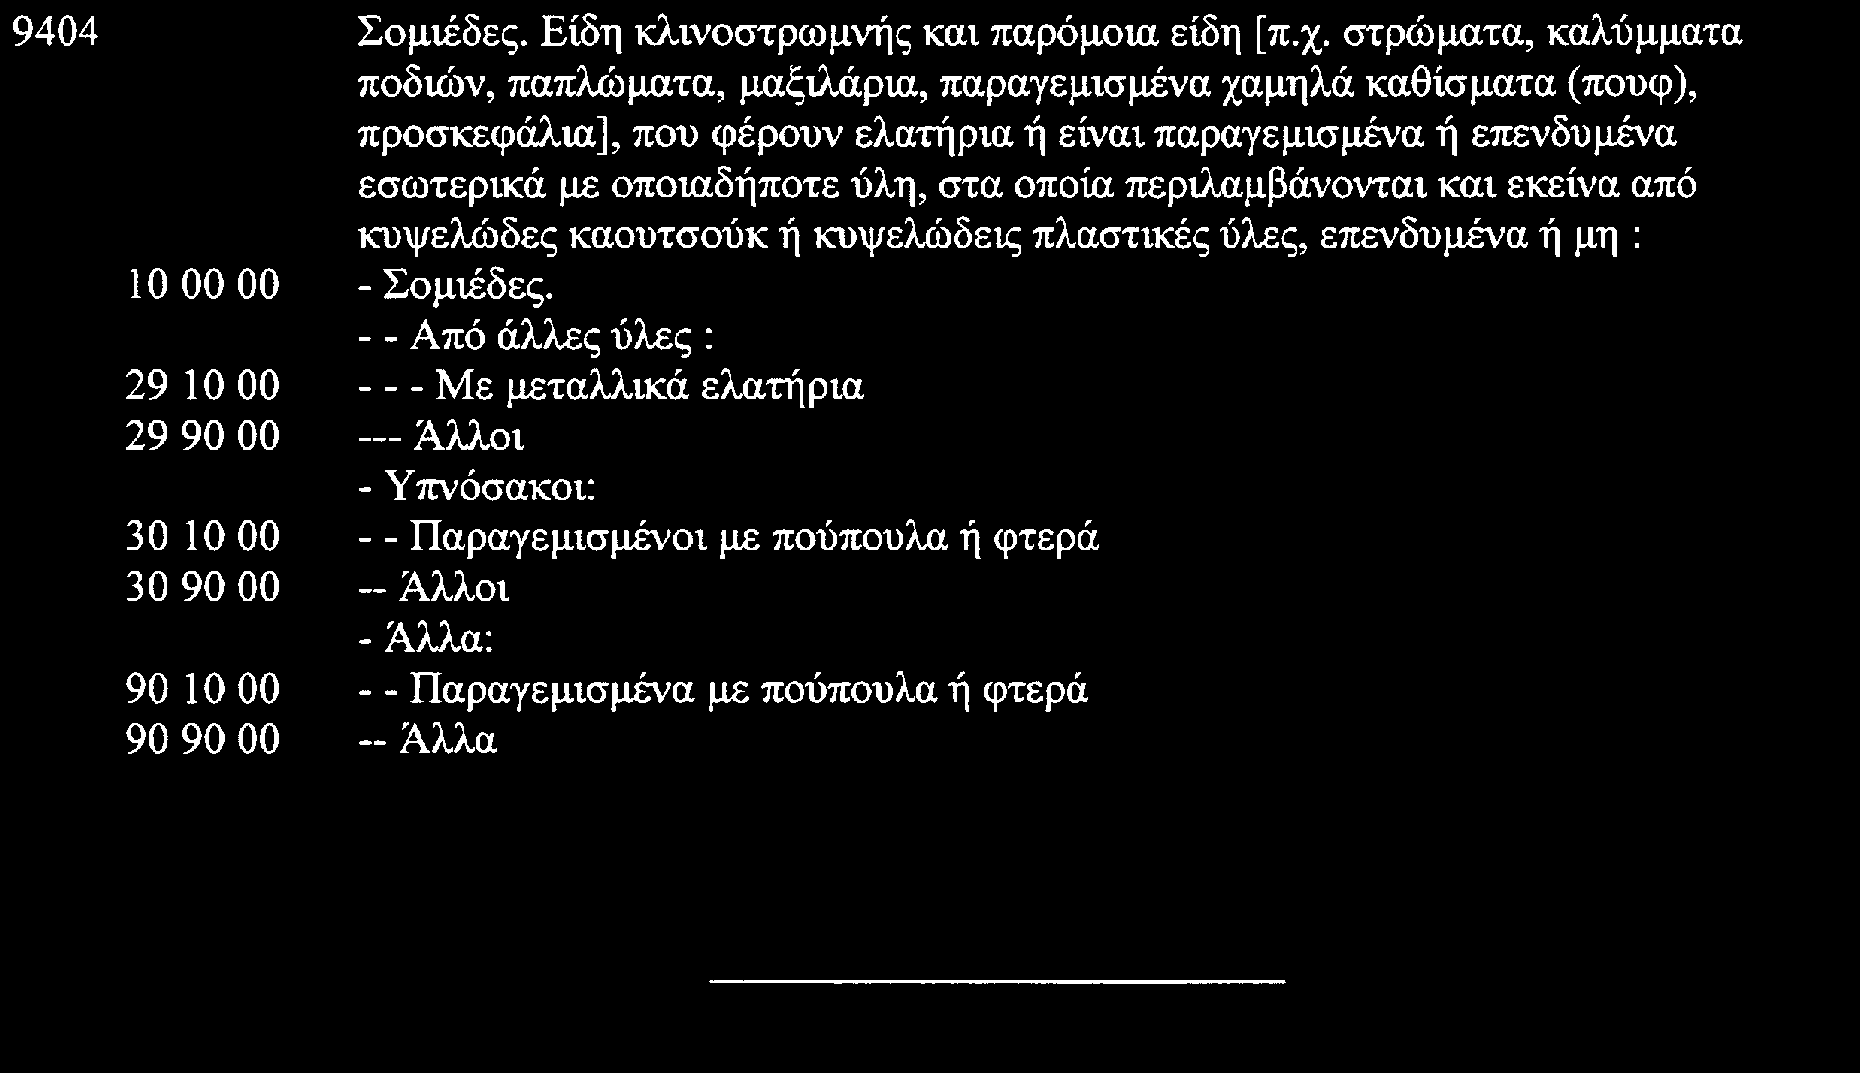 9404 Σομιέδες. Είδη κλινοστρωμνής και παρόμοια είδη [π.χ. στρώματα, καλύμματα
ποδιών, παπλώματα, μαξιλάρια, παραγεμισμένα χαμηλά καθίσματα (πουφ),
προσκεφάλια], που φέρουν ελατήρια ή είναι παραγεμισμένα ή επενδυμένα
εσωτερικά με οποιαδήποτε ύλη, στα οποία περιλαμβάνονται και εκείνα από
κυψελώδες καουτσούκ ή κυψελώδεις πλαστικές ύλες, επενδυμένα ή μη :
10 00 00 - Σομιέδες.
- - Από άλλες ύλες :
29 10 00 - - - Με μεταλλικά ελατήρια
29 90 00 --- Άλλοι
- Υπνόσακοι:
30 10 00 - - Παραγεμισμένοι με πούπουλα ή φτερά
30 90 00 -- Άλλοι
- Άλλα:
90 10 00 - - Παραγεμισμένα με πούπουλα ή φτερά
90 90 00 -- Άλλα